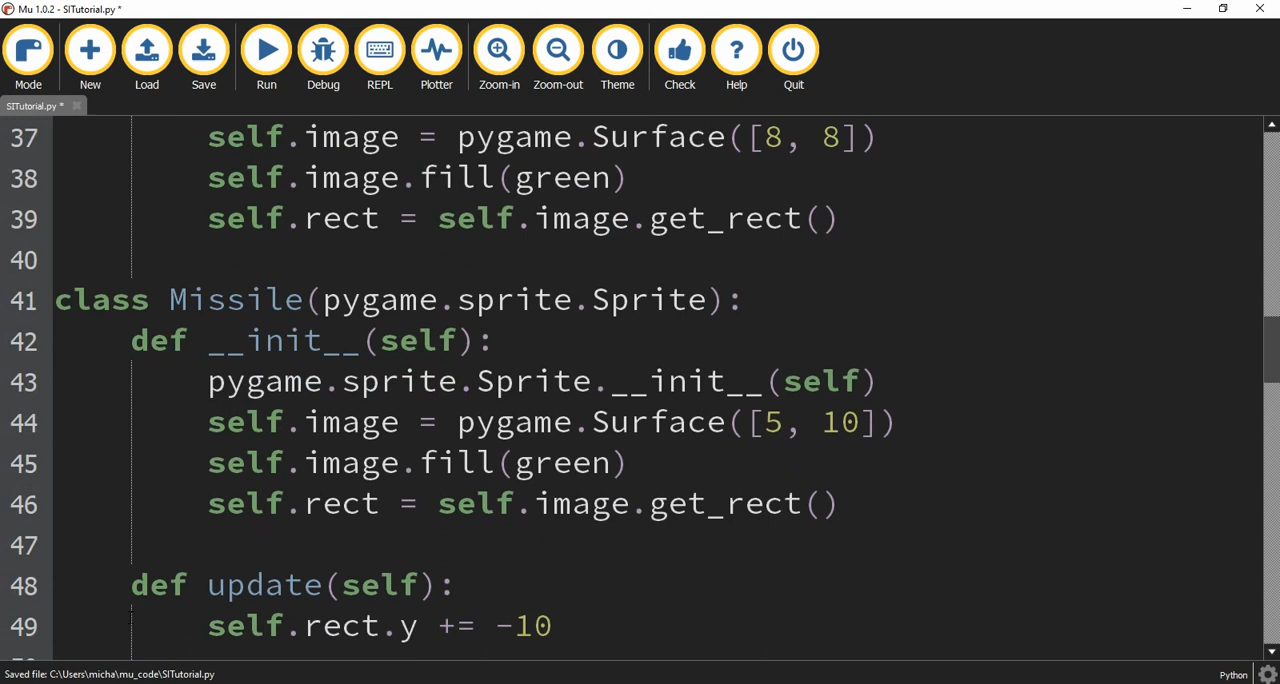 Mu 1.0.2 - SITutorial.py *
Mode New Load Save Run Debug REPL Plotter Zoom-in Zoom-out Theme Check Help Quit
SITutorial.py *
37 self.image = pygame.Surface([8, 8])
38 self.image.fill(green)
39 self.rect = self.image.get_rect()
40
41 class Missile(pygame.sprite.Sprite):
42 def __init__(self):
43 pygame.sprite.Sprite.__init__(self)
44 self.image = pygame.Surface([5, 10])
45 self.image.fill(green)
46 self.rect = self.image.get_rect()
47
48 def update(self):
49 self.rect.y += -10
Saved file: C:\Users\micha\mu_code\SITutorial.py Python